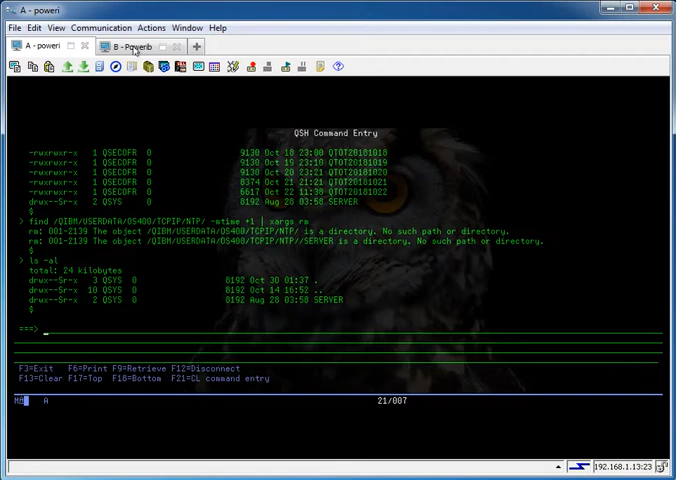 A - poweri
File Edit View Communication Actions Window Help
A - poweri B - Powerib
QSH Command Entry
-rwxrwxr-x 1 QSECOFR 0 9130 Oct 18 23:00 QTOT20181018
-rwxrwxr-x 1 QSECOFR 0 9130 Oct 19 23:10 QTOT20181019
-rwxrwxr-x 1 QSECOFR 0 9130 Oct 20 23:21 QTOT20181020
-rwxrwxr-x 1 QSECOFR 0 8374 Oct 21 21:21 QTOT20181021
-rwxrwxr-x 1 QSECOFR 0 6617 Oct 22 17:52 QTOT20181022
drwx--Sr-x 2 QSYS 0 8192 Aug 28 03:58 SERVER
$
> find /QIBM/USERDATA/OS400/TCPIP/NTP/ -mtime +1 | xargs rm
rm: 001-2139 The object /QIBM/USERDATA/OS400/TCPIP/NTP/ is a directory. No such path or directory.
rm: 001-2139 The object /QIBM/USERDATA/OS400/TCPIP/NTP//SERVER is a directory. No such path or directory.
$
> ls -al
total: 24 kilobytes
drwx--Sr-x 3 QSYS 0 8192 Oct 30 01:37 .
drwx--Sr-x 10 QSYS 0 8192 Oct 14 16:52 ..
drwx--Sr-x 2 QSYS 0 8192 Aug 28 03:58 SERVER
$
===> _
F3=Exit F6=Print F9=Retrieve F12=Disconnect
F13=Clear F17=Top F18=Bottom F21=CL command entry
A 21/007
192.168.1.13:23